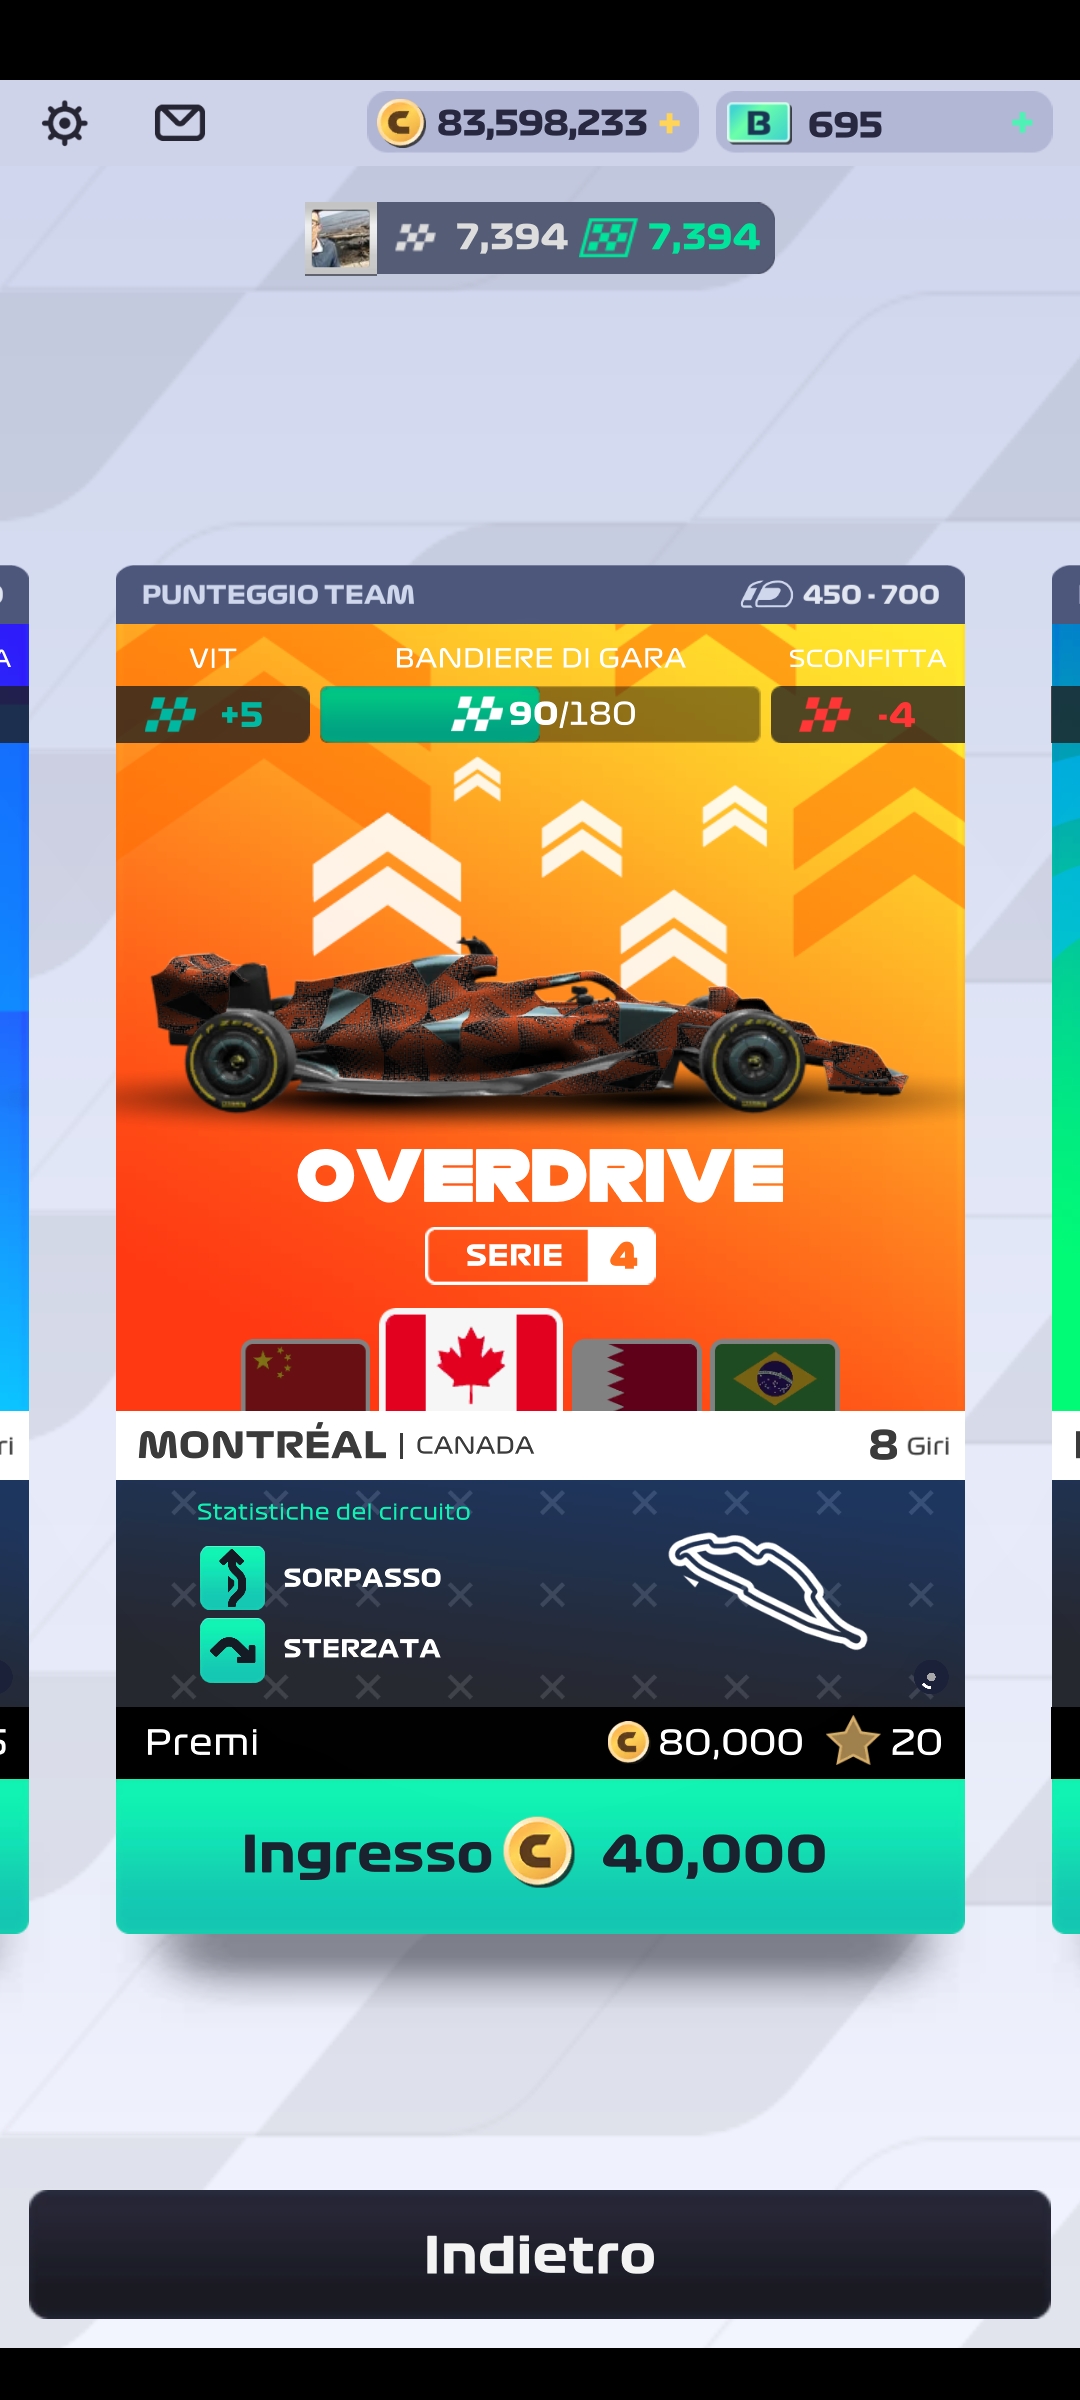 C 83,598,233 +
B 695 +
7,394 7,394
PUNTEGGIO TEAM 450 - 700
VIT BANDIERE DI GARA SCONFITTA
+5 90/180 -4
P ZERO P ZERO
OVERDRIVE
SERIE 4
MONTRÉAL | CANADA 8 Giri
Statistiche del circuito
SORPASSO
STERZATA
Premi C 80,000 20
Ingresso C 40,000
Indietro